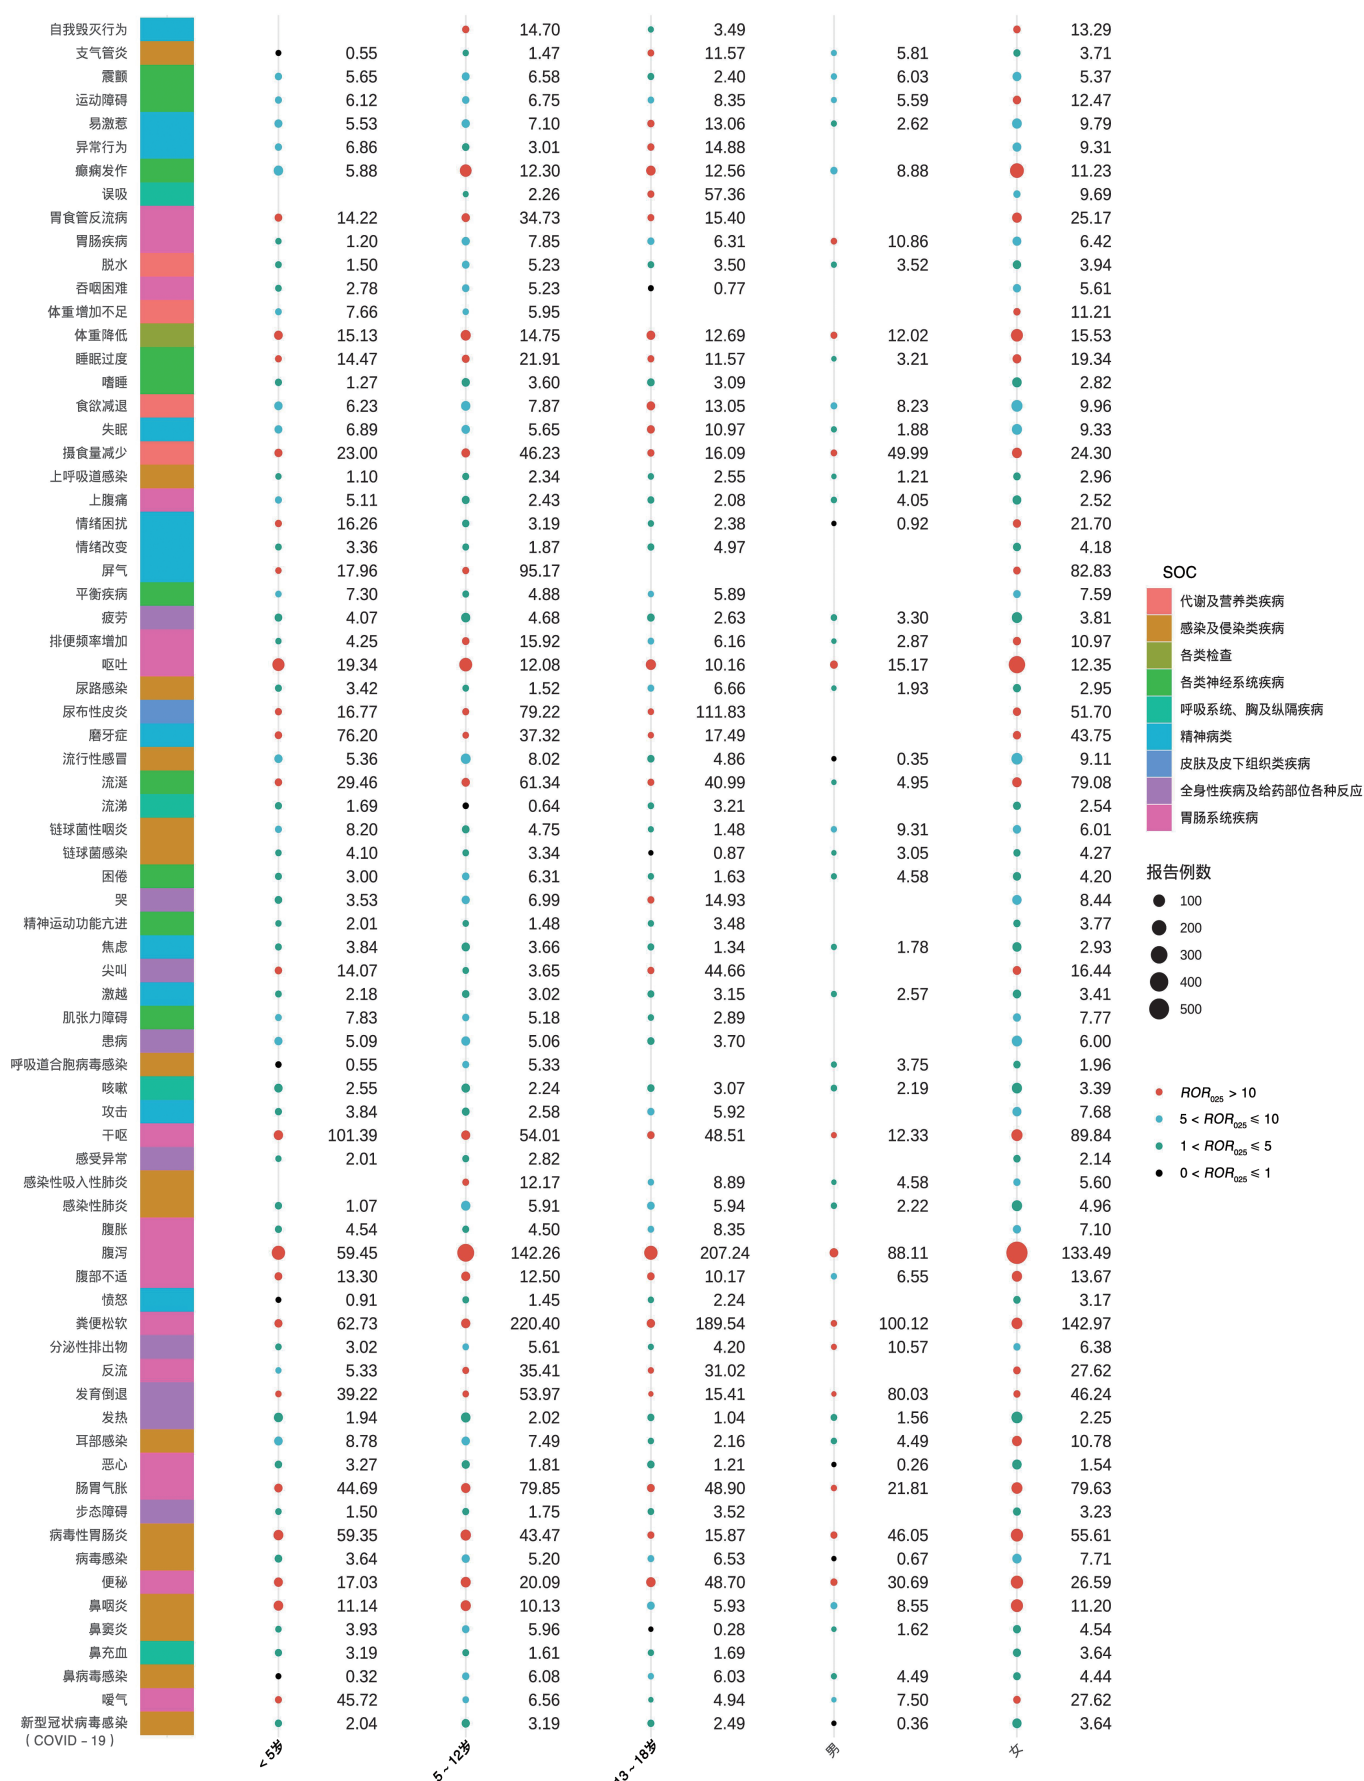 自我毁灭行为 14.70 3.49 13.29
支气管炎 0.55 1.47 11.57 5.81 3.71
震颤 5.65 6.58 2.40 6.03 5.37
运动障碍 6.12 6.75 8.35 5.59 12.47
易激惹 5.53 7.10 13.06 2.62 9.79
异常行为 6.86 3.01 14.88 9.31
癫痫发作 5.88 12.30 12.56 8.88 11.23
误吸 2.26 57.36 9.69
胃食管反流病 14.22 34.73 15.40 25.17
胃肠疾病 1.20 7.85 6.31 10.86 6.42
脱水 1.50 5.23 3.50 3.52 3.94
吞咽困难 2.78 5.23 0.77 5.61
体重增加不足 7.66 5.95 11.21
体重降低 15.13 14.75 12.69 12.02 15.53
睡眠过度 14.47 21.91 11.57 3.21 19.34
嗜睡 1.27 3.60 3.09 2.82
食欲减退 6.23 7.87 13.05 8.23 9.96
失眠 6.89 5.65 10.97 1.88 9.33
摄食量减少 23.00 46.23 16.09 49.99 24.30
上呼吸道感染 1.10 2.34 2.55 1.21 2.96
上腹痛 5.11 2.43 2.08 4.05 2.52
情绪困扰 16.26 3.19 2.38 0.92 21.70
情绪改变 3.36 1.87 4.97 4.18
屏气 17.96 95.17 82.83
平衡疾病 7.30 4.88 5.89 7.59
疲劳 4.07 4.68 2.63 3.30 3.81
排便频率增加 4.25 15.92 6.16 2.87 10.97
呕吐 19.34 12.08 10.16 15.17 12.35
尿路感染 3.42 1.52 6.66 1.93 2.95
尿布性皮炎 16.77 79.22 111.83 51.70
磨牙症 76.20 37.32 17.49 43.75
流行性感冒 5.36 8.02 4.86 0.35 9.11
流涎 29.46 61.34 40.99 4.95 79.08
流涕 1.69 0.64 3.21 2.54
链球菌性咽炎 8.20 4.75 1.48 9.31 6.01
链球菌感染 4.10 3.34 0.87 3.05 4.27
困倦 3.00 6.31 1.63 4.58 4.20
哭 3.53 6.99 14.93 8.44
精神运动功能亢进 2.01 1.48 3.48 3.77
焦虑 3.84 3.66 1.34 1.78 2.93
尖叫 14.07 3.65 44.66 16.44
激越 2.18 3.02 3.15 2.57 3.41
肌张力障碍 7.83 5.18 2.89 7.77
患病 5.09 5.06 3.70 6.00
呼吸道合胞病毒感染 0.55 5.33 3.75 1.96
咳嗽 2.55 2.24 3.07 2.19 3.39
攻击 3.84 2.58 5.92 7.68
干呕 101.39 54.01 48.51 12.33 89.84
感受异常 2.01 2.82 2.14
感染性吸入性肺炎 12.17 8.89 4.58 5.60
感染性肺炎 1.07 5.91 5.94 2.22 4.96
腹胀 4.54 4.50 8.35 7.10
腹泻 59.45 142.26 207.24 88.11 133.49
腹部不适 13.30 12.50 10.17 6.55 13.67
愤怒 0.91 1.45 2.24 3.17
粪便松软 62.73 220.40 189.54 100.12 142.97
分泌性排出物 3.02 5.61 4.20 10.57 6.38
反流 5.33 35.41 31.02 27.62
发育倒退 39.22 53.97 15.41 80.03 46.24
发热 1.94 2.02 1.04 1.56 2.25
耳部感染 8.78 7.49 2.16 4.49 10.78
恶心 3.27 1.81 1.21 0.26 1.54
肠胃气胀 44.69 79.85 48.90 21.81 79.63
步态障碍 1.50 1.75 3.52 3.23
病毒性胃肠炎 59.35 43.47 15.87 46.05 55.61
病毒感染 3.64 5.20 6.53 0.67 7.71
便秘 17.03 20.09 48.70 30.69 26.59
鼻咽炎 11.14 10.13 5.93 8.55 11.20
鼻窦炎 3.93 5.96 0.28 1.62 4.54
鼻充血 3.19 1.61 1.69 3.64
鼻病毒感染 0.32 6.08 6.03 4.49 4.44
嗳气 45.72 6.56 4.94 7.50 27.62
新型冠状病毒感染 2.04 3.19 2.49 0.36 3.64
（COVID－19）
<5岁 5~12岁 13~18岁 男 女
SOC
代谢及营养类疾病
感染及侵染类疾病
各类检查
各类神经系统疾病
呼吸系统、胸及纵隔疾病
精神病类
皮肤及皮下组织类疾病
全身性疾病及给药部位各种反应
胃肠系统疾病
报告例数
100
200
300
400
500
ROR025 > 10
5 < ROR025 ⩽ 10
1 < ROR025 ⩽ 5
0 < ROR025 ⩽ 1